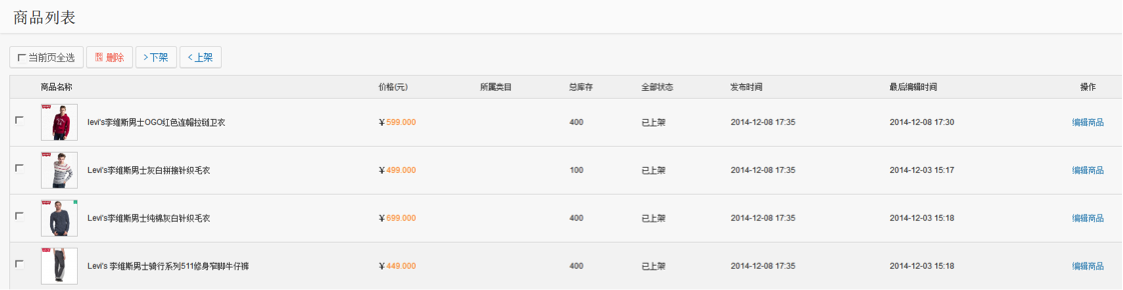 商品列表
当前页全选 删除 >下架 <上架
商品名称 价格(元) 所属类目 总库存 全部状态 发布时间 最后编辑时间 操作
levi's李维斯男士OGO红色连帽拉链卫衣 ￥599.000 400 已上架 2014-12-08 17:35 2014-12-08 17:30 编辑商品
Levi's李维斯男士灰白拼接针织毛衣 ￥499.000 100 已上架 2014-12-08 17:35 2014-12-03 15:17 编辑商品
Levi's李维斯男士纯棉灰白针织毛衣 ￥699.000 400 已上架 2014-12-08 17:35 2014-12-03 15:18 编辑商品
Levi's 李维斯男士骑行系列511修身窄脚牛仔裤 ￥449.000 400 已上架 2014-12-08 17:35 2014-12-03 15:18 编辑商品